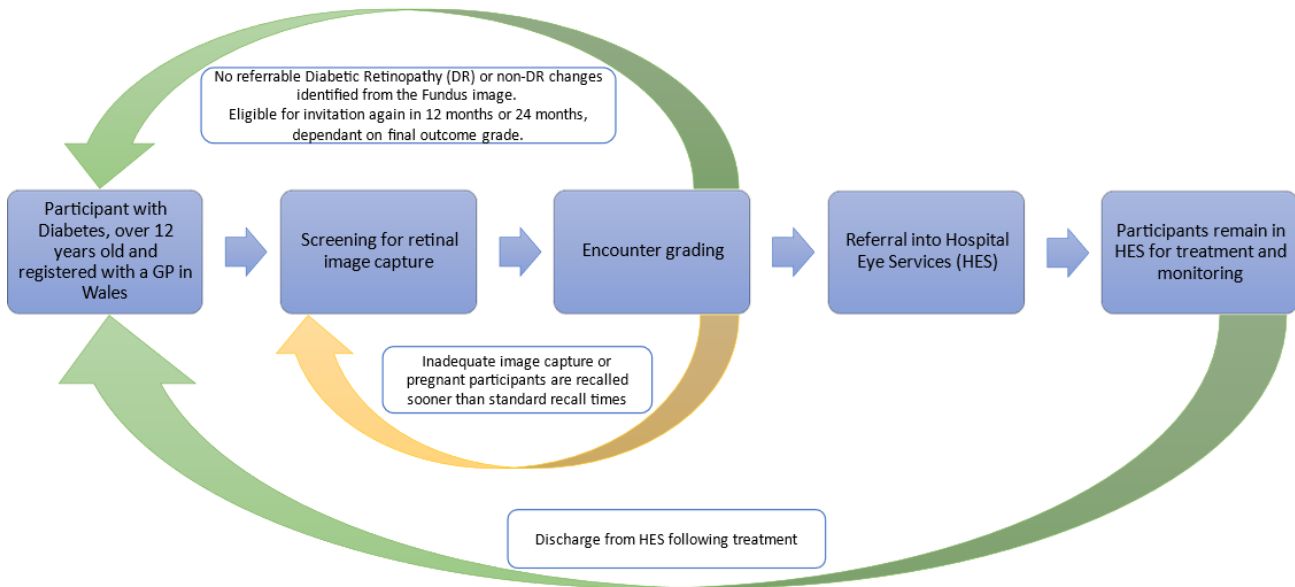 No referrable Diabetic Retinopathy (DR) or non-DR changes
identified from the Fundus image.
Eligible for invitation again in 12 months or 24 months,
dependant on final outcome grade.
Participant with
Diabetes, over 12
years old and
registered with a GP in
Wales
Screening for retinal
image capture
Encounter grading
Referral into Hospital
Eye Services (HES)
Participants remain in
HES for treatment and
monitoring
Inadequate image capture or
pregnant participants are recalled
sooner than standard recall times
Discharge from HES following treatment